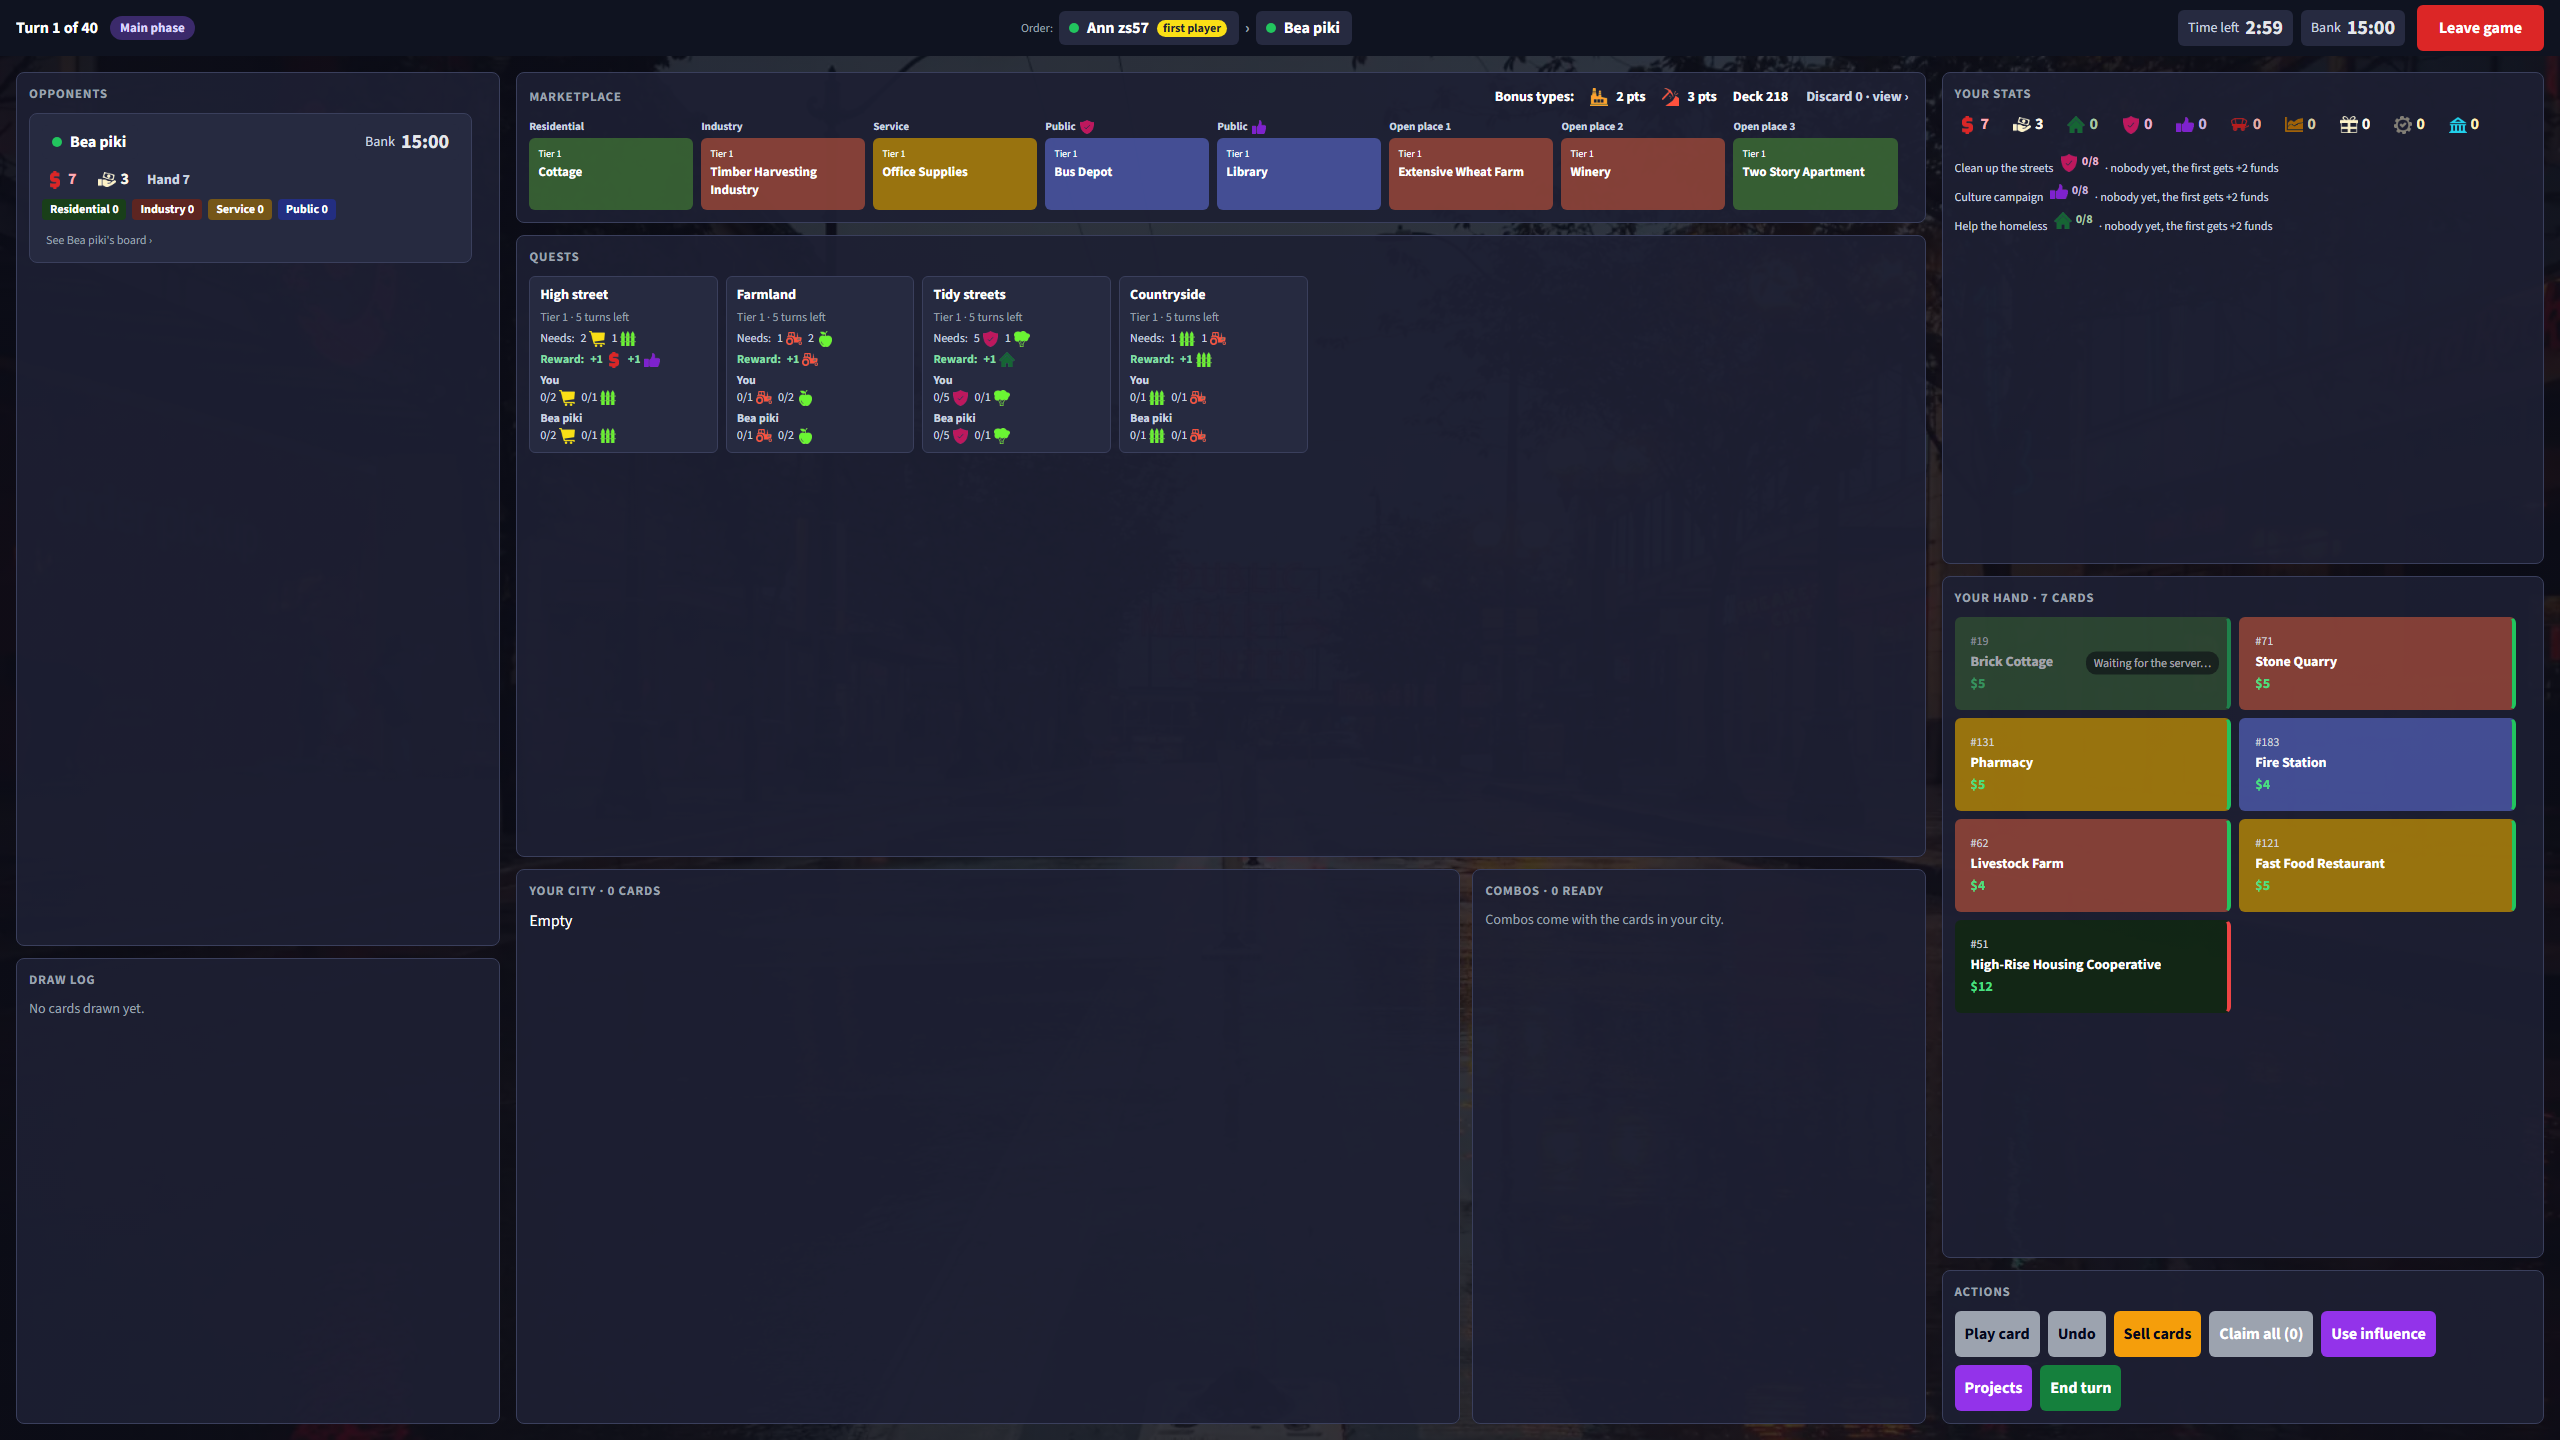 Turn 1 of 40 Main phase
Order: Ann zs57 first player › Bea piki
Time left 2:59 Bank 15:00 Leave game
OPPONENTS
Bea piki Bank 15:00
7 3 Hand 7
Residential 0 Industry 0 Service 0 Public 0
See Bea piki's board ›
DRAW LOG
No cards drawn yet.
MARKETPLACE
Bonus types: 2 pts 3 pts Deck 218 Discard 0 · view ›
Residential
Tier 1
Cottage
Industry
Tier 1
Timber Harvesting
Industry
Service
Tier 1
Office Supplies
Public
Tier 1
Bus Depot
Public
Tier 1
Library
Open place 1
Tier 1
Extensive Wheat Farm
Open place 2
Tier 1
Winery
Open place 3
Tier 1
Two Story Apartment
QUESTS
High street
Tier 1 · 5 turns left
Needs: 2 1
Reward: +1 $ +1
You
0/2 0/1
Bea piki
0/2 0/1
Farmland
Tier 1 · 5 turns left
Needs: 1 2
Reward: +1
You
0/1 0/2
Bea piki
0/1 0/2
Tidy streets
Tier 1 · 5 turns left
Needs: 5 1
Reward: +1
You
0/5 0/1
Bea piki
0/5 0/1
Countryside
Tier 1 · 5 turns left
Needs: 1 1
Reward: +1
You
0/1 0/1
Bea piki
0/1 0/1
YOUR CITY · 0 CARDS
Empty
COMBOS · 0 READY
Combos come with the cards in your city.
YOUR STATS
$ 7 3 0 0 0 0 0 0 0 0
Clean up the streets 0/8 · nobody yet, the first gets +2 funds
Culture campaign 0/8 · nobody yet, the first gets +2 funds
Help the homeless 0/8 · nobody yet, the first gets +2 funds
YOUR HAND · 7 CARDS
#19
Brick Cottage Waiting for the server…
$5
#71
Stone Quarry
$5
#131
Pharmacy
$5
#183
Fire Station
$4
#62
Livestock Farm
$4
#121
Fast Food Restaurant
$5
#51
High-Rise Housing Cooperative
$12
ACTIONS
Play card Undo Sell cards Claim all (0) Use influence
Projects End turn